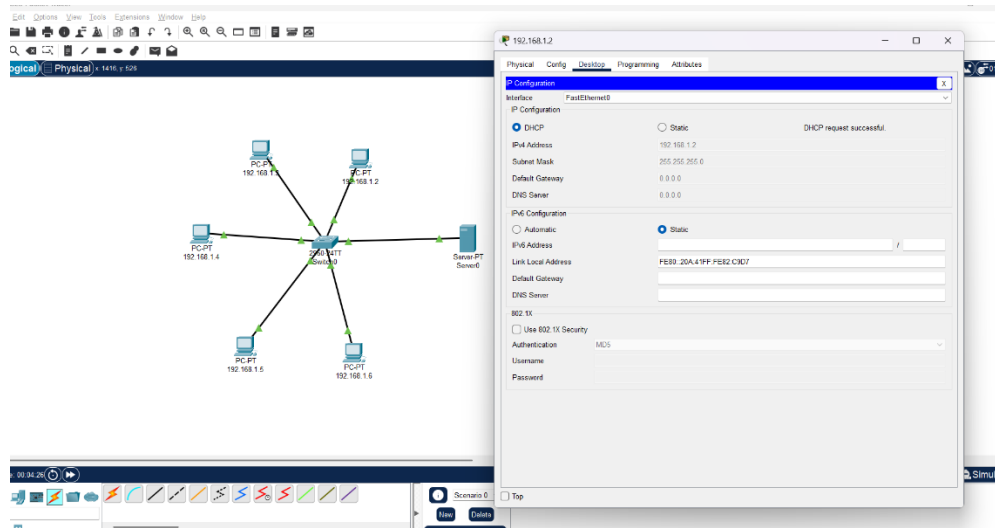 Edit Options View Tools Extensions Window Help
Physical x 1416, y 526
PC-PT
192.168.1.3
PC-PT
192.168.1.2
PC-PT
192.168.1.4
2960-24TT
Switch0
Server-PT
Server0
PC-PT
192.168.1.5
PC-PT
192.168.1.6
00:04:26
Scenario 0
New Delete
192.168.1.2
Physical Config Desktop Programming Attributes
IP Configuration X
Interface FastEthernet0
IP Configuration
DHCP Static DHCP request successful.
IPv4 Address 192.168.1.2
Subnet Mask 255.255.255.0
Default Gateway 0.0.0.0
DNS Server 0.0.0.0
IPv6 Configuration
Automatic Static
IPv6 Address /
Link Local Address FE80::20A:41FF:FE82:C9D7
Default Gateway
DNS Server
802.1X
Use 802.1X Security
Authentication MD5
Username
Password
Top